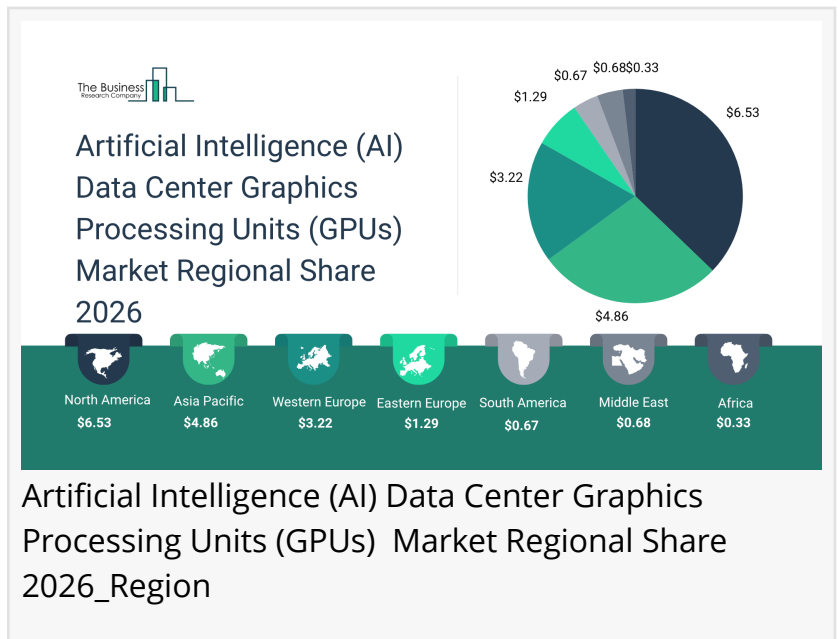 The Business
Research Company
Artificial Intelligence (AI)
Data Center Graphics
Processing Units (GPUs)
Market Regional Share
2026
$0.67 $0.68 $0.33
$1.29
$6.53
$3.22
$4.86
North America Asia Pacific Western Europe Eastern Europe South America Middle East Africa
$6.53 $4.86 $3.22 $1.29 $0.67 $0.68 $0.33
Artificial Intelligence (AI) Data Center Graphics
Processing Units (GPUs)  Market Regional Share
2026_Region